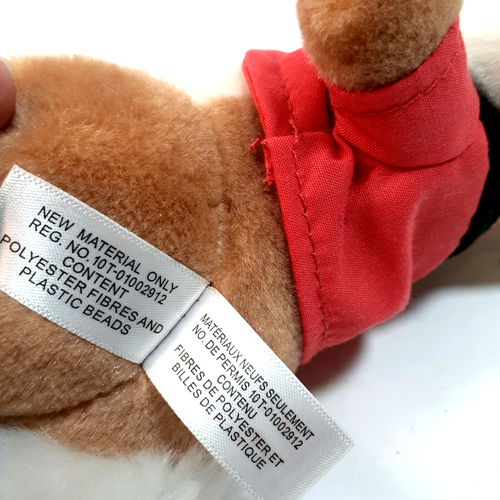 NEW MATERIAL ONLY
REG. NO. 10T-01002912
CONTENT
POLYESTER FIBRES AND
PLASTIC BEADS
MATÉRIAUX NEUFS SEULEMENT
NO. DE PERMIS 10T-01002912
CONTENU
FIBRES DE POLYESTER ET
BILLES DE PLASTIQUE